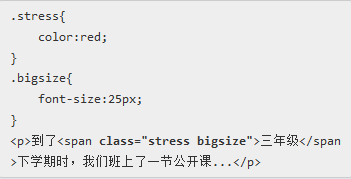 .stress{
    color:red;
}
.bigsize{
    font-size:25px;
}
<p>到了<span class="stress bigsize">三年级</span
>下学期时，我们班上了一节公开课...</p>